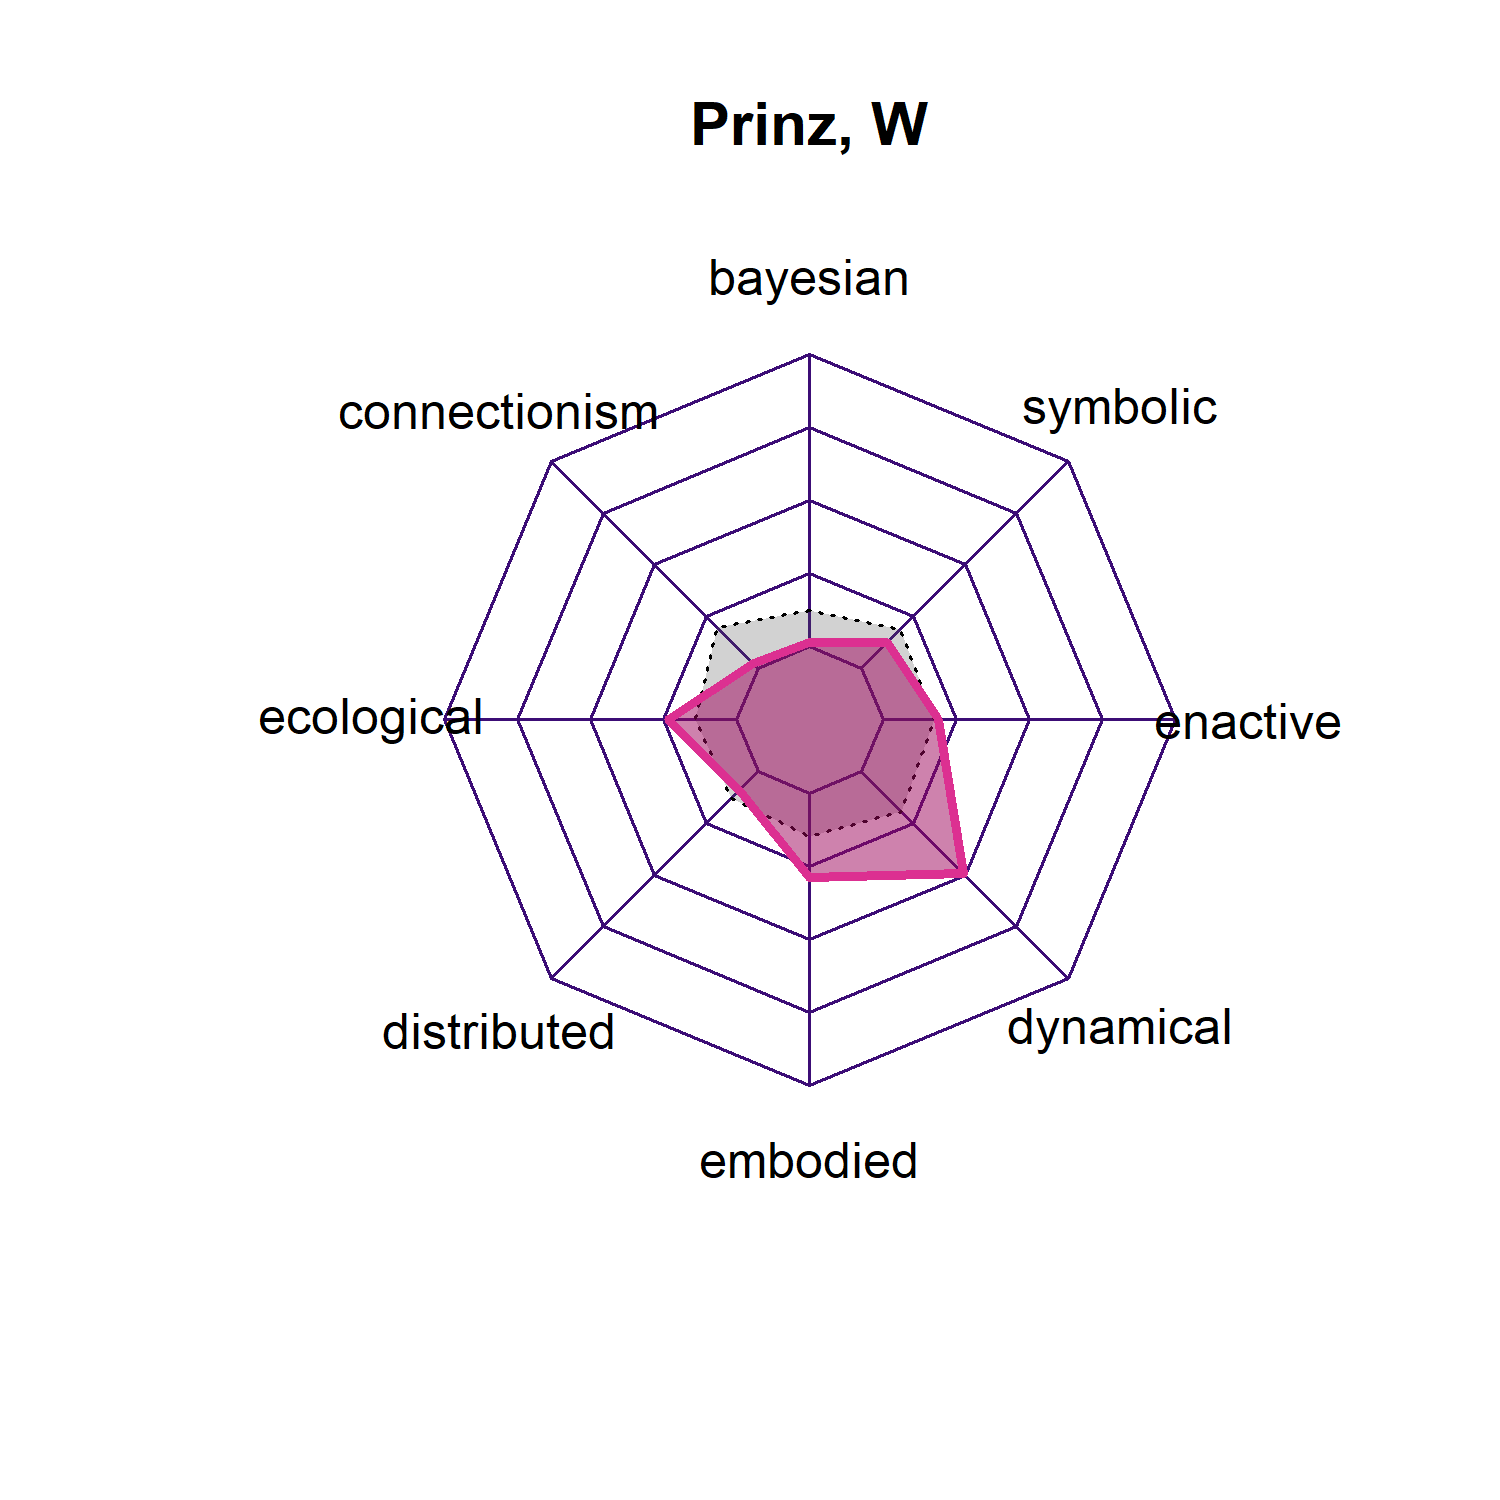 Prinz, W
bayesian
connectionism
symbolic
ecological
enactive
distributed
dynamical
embodied